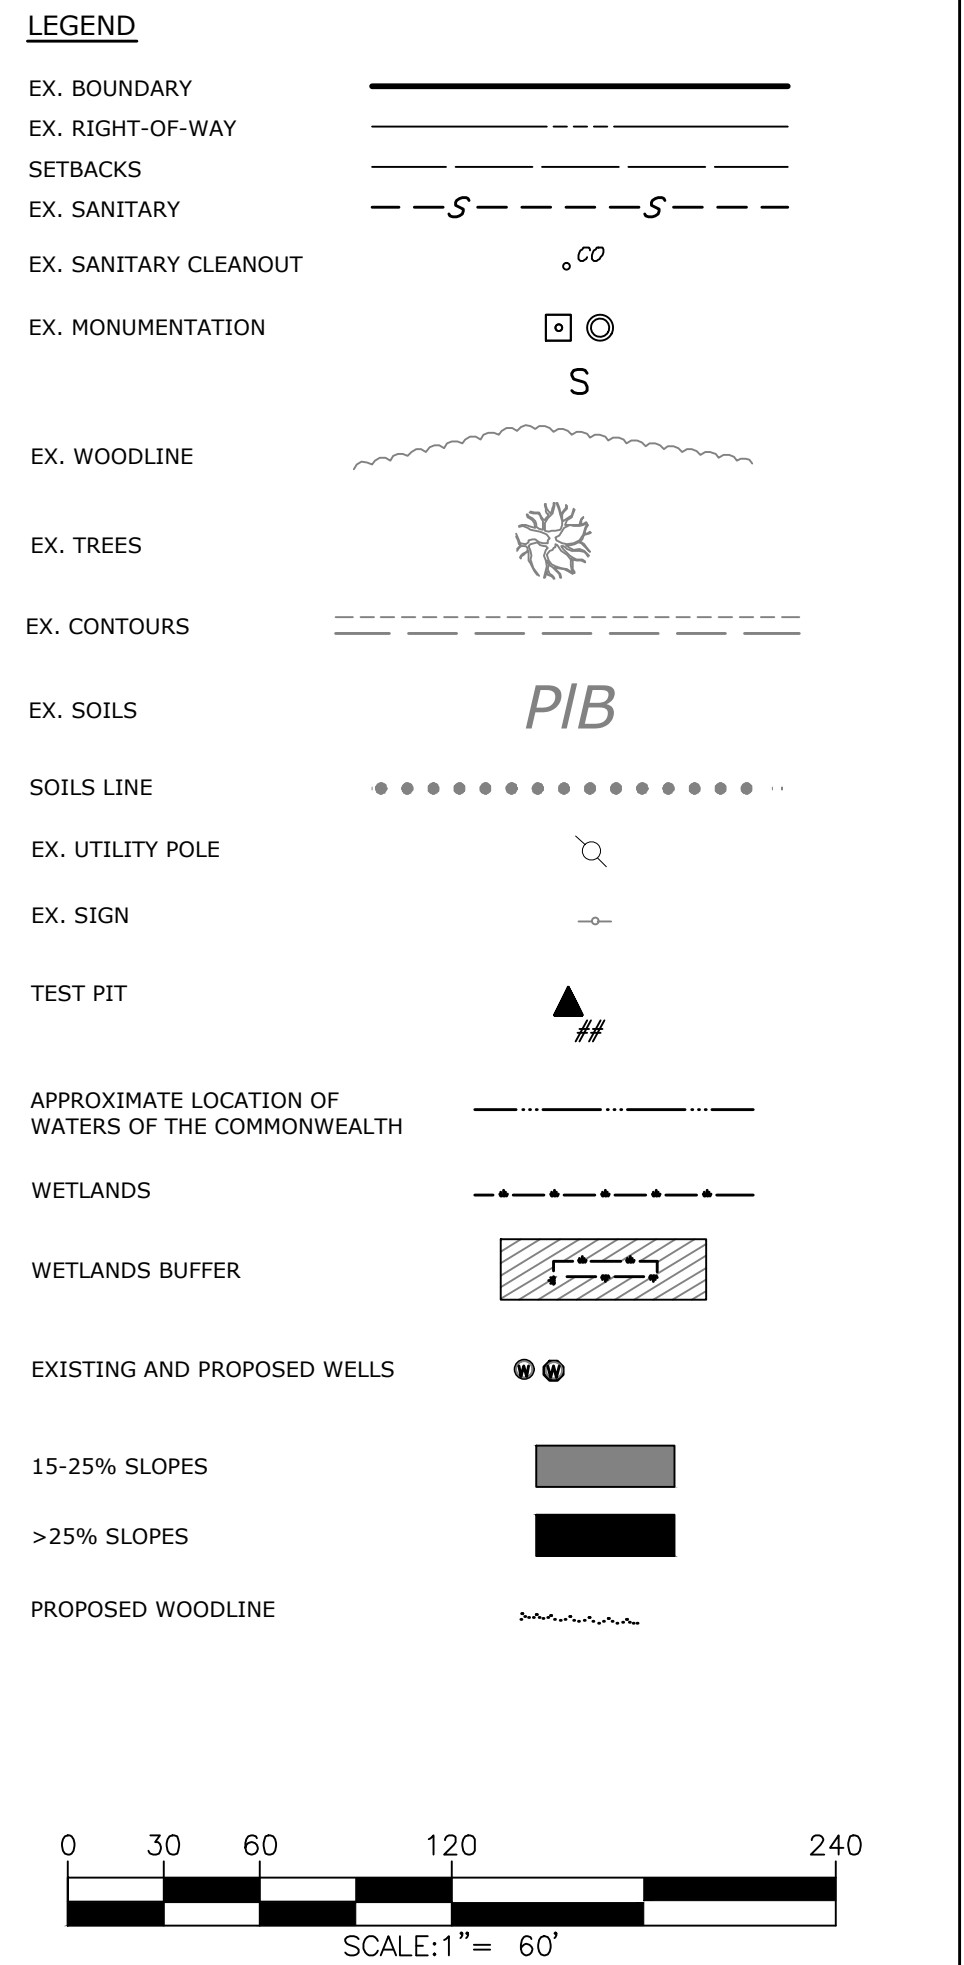 LEGEND
EX. BOUNDARY
EX. RIGHT-OF-WAY
SETBACKS
EX. SANITARY S S
EX. SANITARY CLEANOUT CO
EX. MONUMENTATION
S
EX. WOODLINE
EX. TREES
EX. CONTOURS
EX. SOILS PlB
SOILS LINE
EX. UTILITY POLE
EX. SIGN
TEST PIT
##
APPROXIMATE LOCATION OF
WATERS OF THE COMMONWEALTH
WETLANDS
WETLANDS BUFFER
EXISTING AND PROPOSED WELLS W W
15-25% SLOPES
>25% SLOPES
PROPOSED WOODLINE
0 30 60 120 240
SCALE:1"= 60'